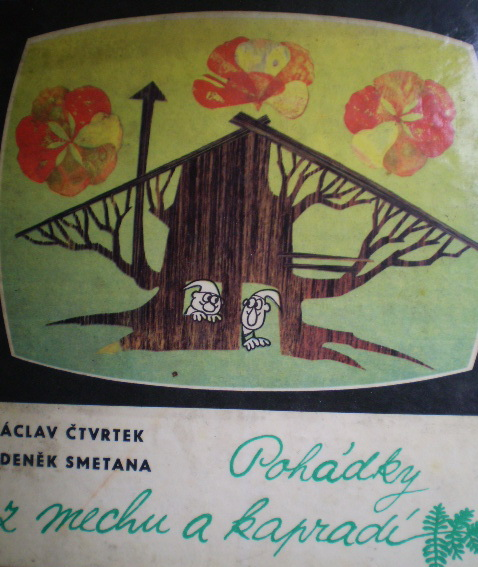 ÁCLAV ČTVRTEK
DENĚK SMETANA
Pohádky
z mechu a kapradí